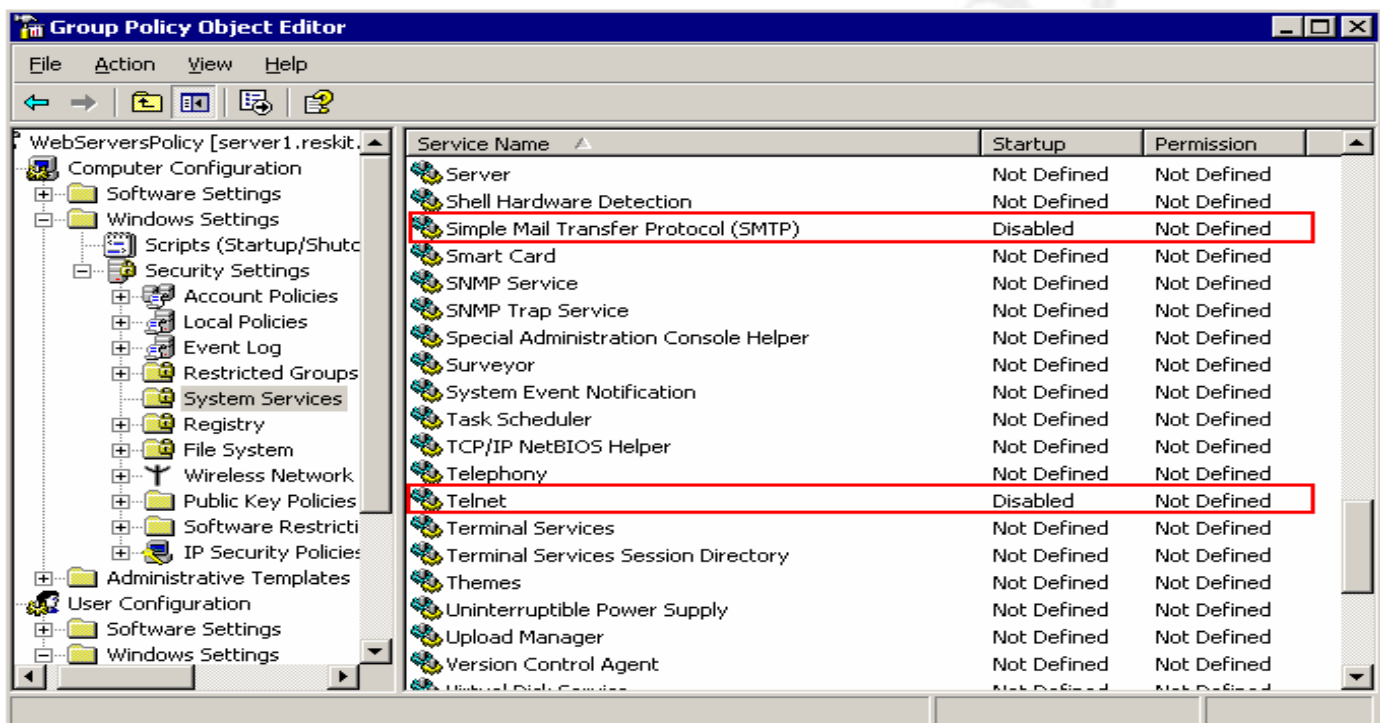 Group Policy Object Editor
File Action View Help
WebServersPolicy [server1.reskit.
Computer Configuration
Software Settings
Windows Settings
Scripts (Startup/Shutc
Security Settings
Account Policies
Local Policies
Event Log
Restricted Groups
System Services
Registry
File System
Wireless Network
Public Key Policies
Software Restricti
IP Security Policies
Administrative Templates
User Configuration
Software Settings
Windows Settings
Service Name Startup Permission
Server Not Defined Not Defined
Shell Hardware Detection Not Defined Not Defined
Simple Mail Transfer Protocol (SMTP) Disabled Not Defined
Smart Card Not Defined Not Defined
SNMP Service Not Defined Not Defined
SNMP Trap Service Not Defined Not Defined
Special Administration Console Helper Not Defined Not Defined
Surveyor Not Defined Not Defined
System Event Notification Not Defined Not Defined
Task Scheduler Not Defined Not Defined
TCP/IP NetBIOS Helper Not Defined Not Defined
Telephony Not Defined Not Defined
Telnet Disabled Not Defined
Terminal Services Not Defined Not Defined
Terminal Services Session Directory Not Defined Not Defined
Themes Not Defined Not Defined
Uninterruptible Power Supply Not Defined Not Defined
Upload Manager Not Defined Not Defined
Version Control Agent Not Defined Not Defined
Virtual Disk Service Not Defined Not Defined